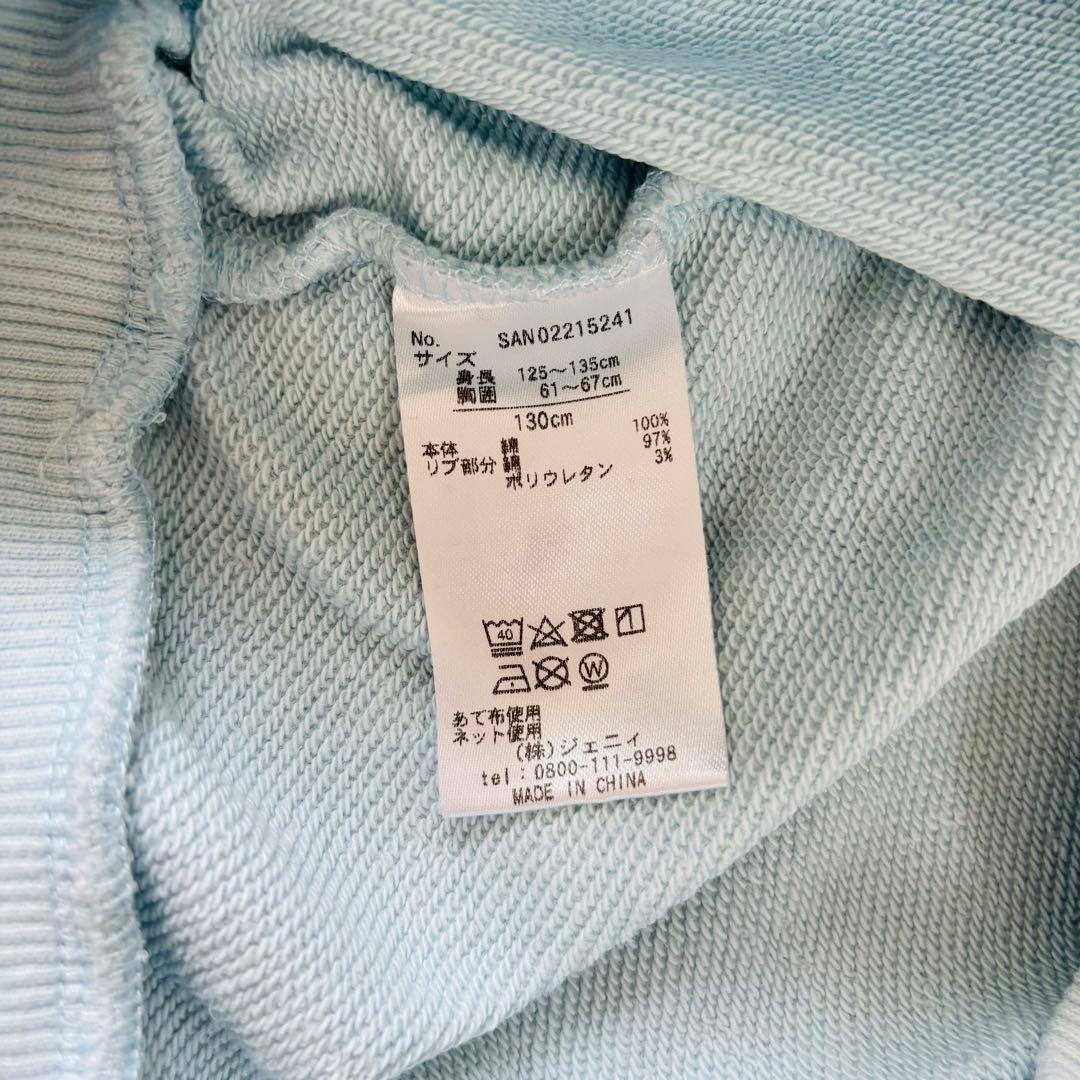 No. SAN02215241
サイズ
身長 125〜135cm
胸囲 61〜67cm
130cm
本体 綿 100%
リブ部分 綿 97%
ポリウレタン 3%
40
W
あて布使用
ネット使用
(株)ジェニィ
tel:0800-111-9998
MADE IN CHINA